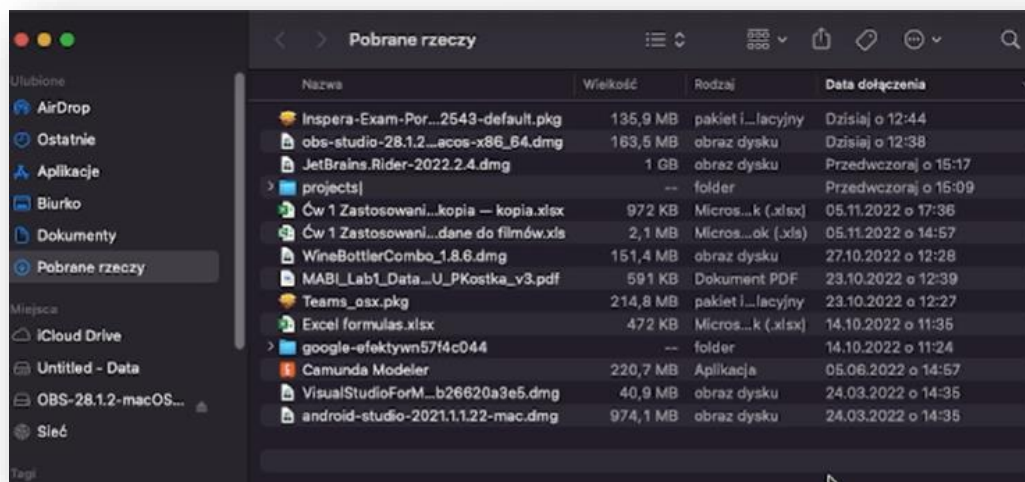 Pobrane rzeczy
Ulubione
AirDrop
Ostatnie
Aplikacje
Biurko
Dokumenty
Pobrane rzeczy
Miejsca
iCloud Drive
Untitled - Data
OBS-28.1.2-macOS...
Sieć
Tagi
Nazwa Wielkość Rodzaj Data dołączenia
Inspera-Exam-Por...2543-default.pkg 135,9 MB pakiet i...lacyjny Dzisiaj o 12:44
obs-studio-28.1.2...acos-x86_64.dmg 163,5 MB obraz dysku Dzisiaj o 12:38
JetBrains.Rider-2022.2.4.dmg 1 GB obraz dysku Przedwczoraj o 15:17
projects -- folder Przedwczoraj o 15:09
Ćw 1 Zastosowani...kopia — kopia.xlsx 972 KB Micros...k (.xlsx) 05.11.2022 o 17:36
Ćw 1 Zastosowani...dane do filmów.xls 2,1 MB Micros...ok (.xls) 05.11.2022 o 14:57
WineBottlerCombo_1.8.6.dmg 151,4 MB obraz dysku 27.10.2022 o 12:28
MABI_Lab1_Data...U_PKostka_v3.pdf 591 KB Dokument PDF 23.10.2022 o 12:39
Teams_osx.pkg 214,8 MB pakiet i...lacyjny 23.10.2022 o 12:27
Excel formulas.xlsx 472 KB Micros...k (.xlsx) 14.10.2022 o 11:35
google-efektywn57f4c044 -- folder 14.10.2022 o 11:24
Camunda Modeler 220,7 MB Aplikacja 05.06.2022 o 14:57
VisualStudioForM...b26620a3e5.dmg 40,9 MB obraz dysku 24.03.2022 o 14:35
android-studio-2021.1.1.22-mac.dmg 974,1 MB obraz dysku 24.03.2022 o 14:35